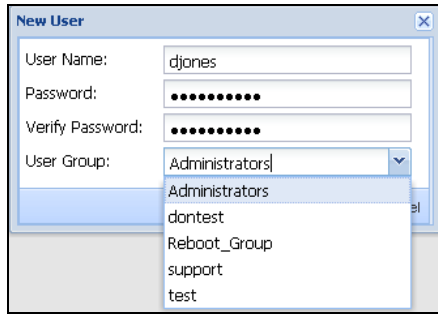 New User
User Name: djones
Password: ●●●●●●●●●●
Verify Password: ●●●●●●●●●●
User Group: Administrators
Administrators
dontest
Reboot_Group
support
test